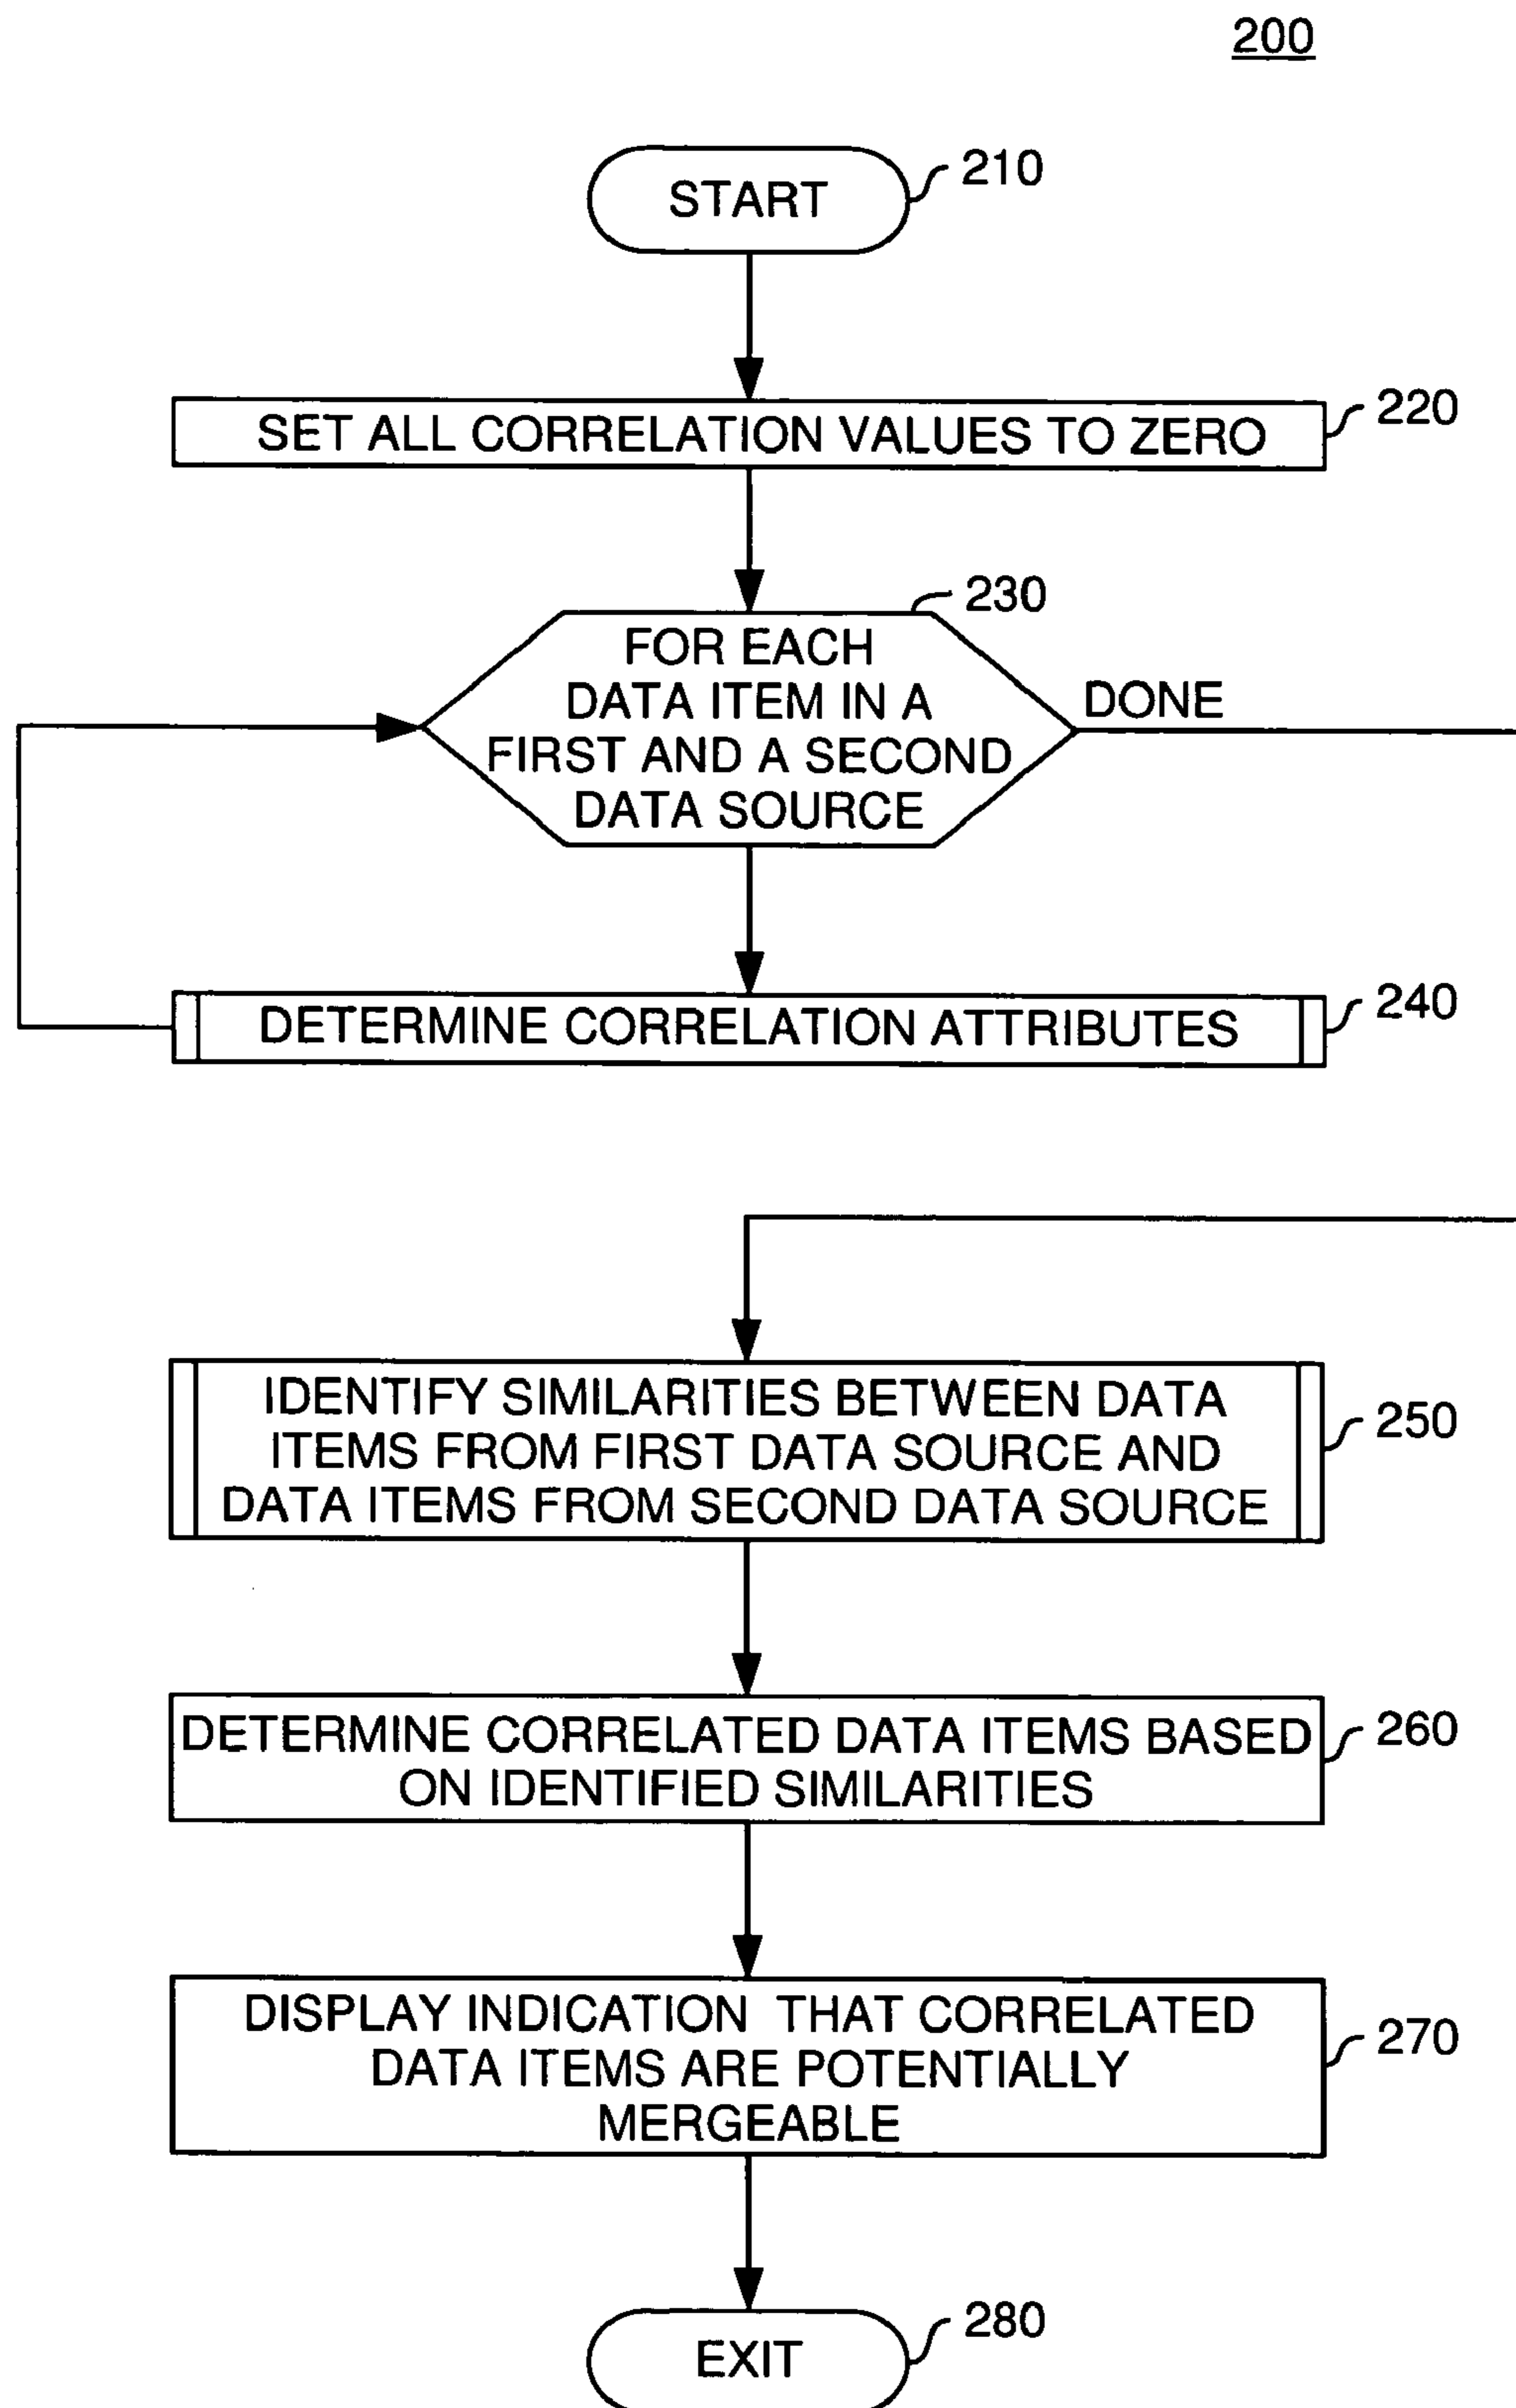 200
START
210
SET ALL CORRELATION VALUES TO ZERO
220
230
FOR EACH
DATA ITEM IN A
FIRST AND A SECOND
DATA SOURCE
DONE
DETERMINE CORRELATION ATTRIBUTES
240
IDENTIFY SIMILARITIES BETWEEN DATA
ITEMS FROM FIRST DATA SOURCE AND
DATA ITEMS FROM SECOND DATA SOURCE
250
DETERMINE CORRELATED DATA ITEMS BASED
ON IDENTIFIED SIMILARITIES
260
DISPLAY INDICATION THAT CORRELATED
DATA ITEMS ARE POTENTIALLY
MERGEABLE
270
EXIT
280